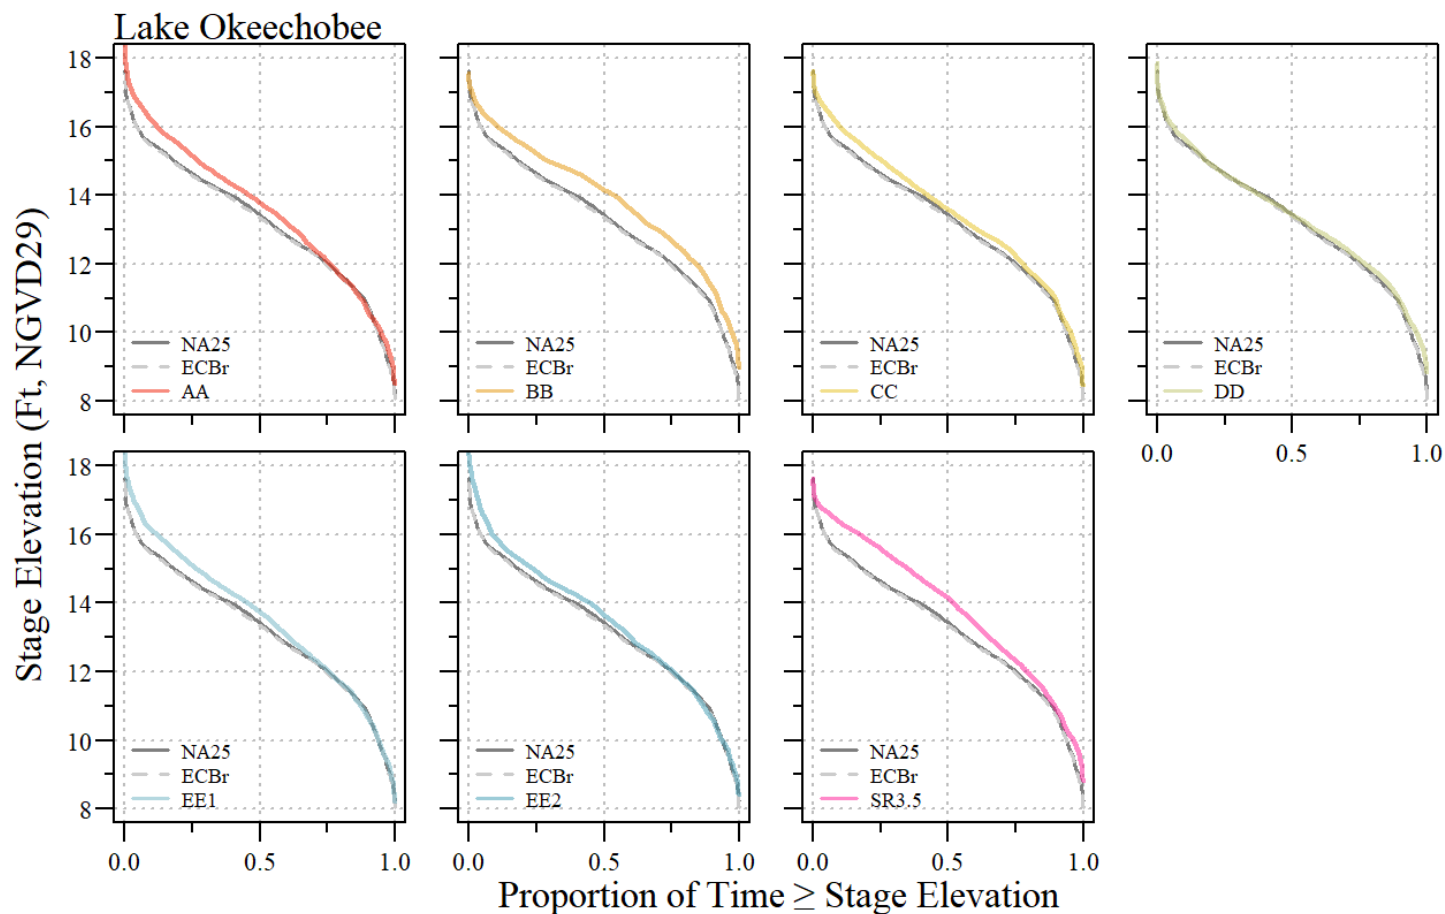 Lake Okeechobee
Stage Elevation (Ft, NGVD29)
18
16
14
12
10
8
NA25
ECBr
AA
NA25
ECBr
BB
NA25
ECBr
CC
NA25
ECBr
DD
0.0 0.5 1.0
18
16
14
12
10
8
NA25
ECBr
EE1
NA25
ECBr
EE2
NA25
ECBr
SR3.5
0.0 0.5 1.0
0.0 0.5 1.0
0.0 0.5 1.0
Proportion of Time ≥ Stage Elevation